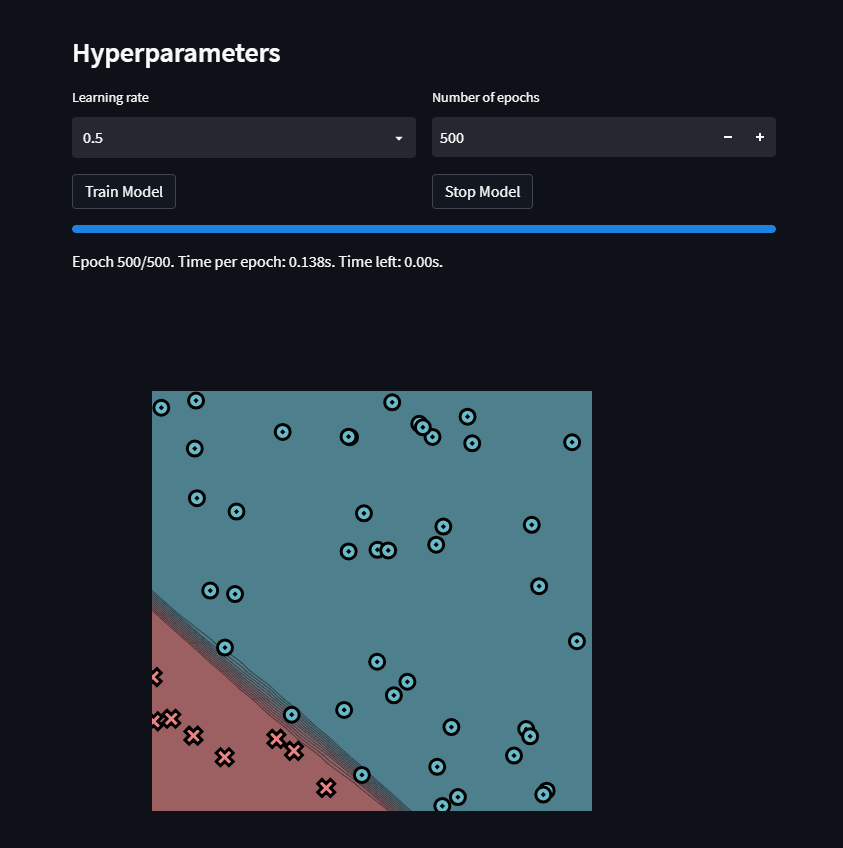 Hyperparameters
Learning rate
Number of epochs
0.5
500
Train Model
Stop Model
Epoch 500/500. Time per epoch: 0.138s. Time left: 0.00s.